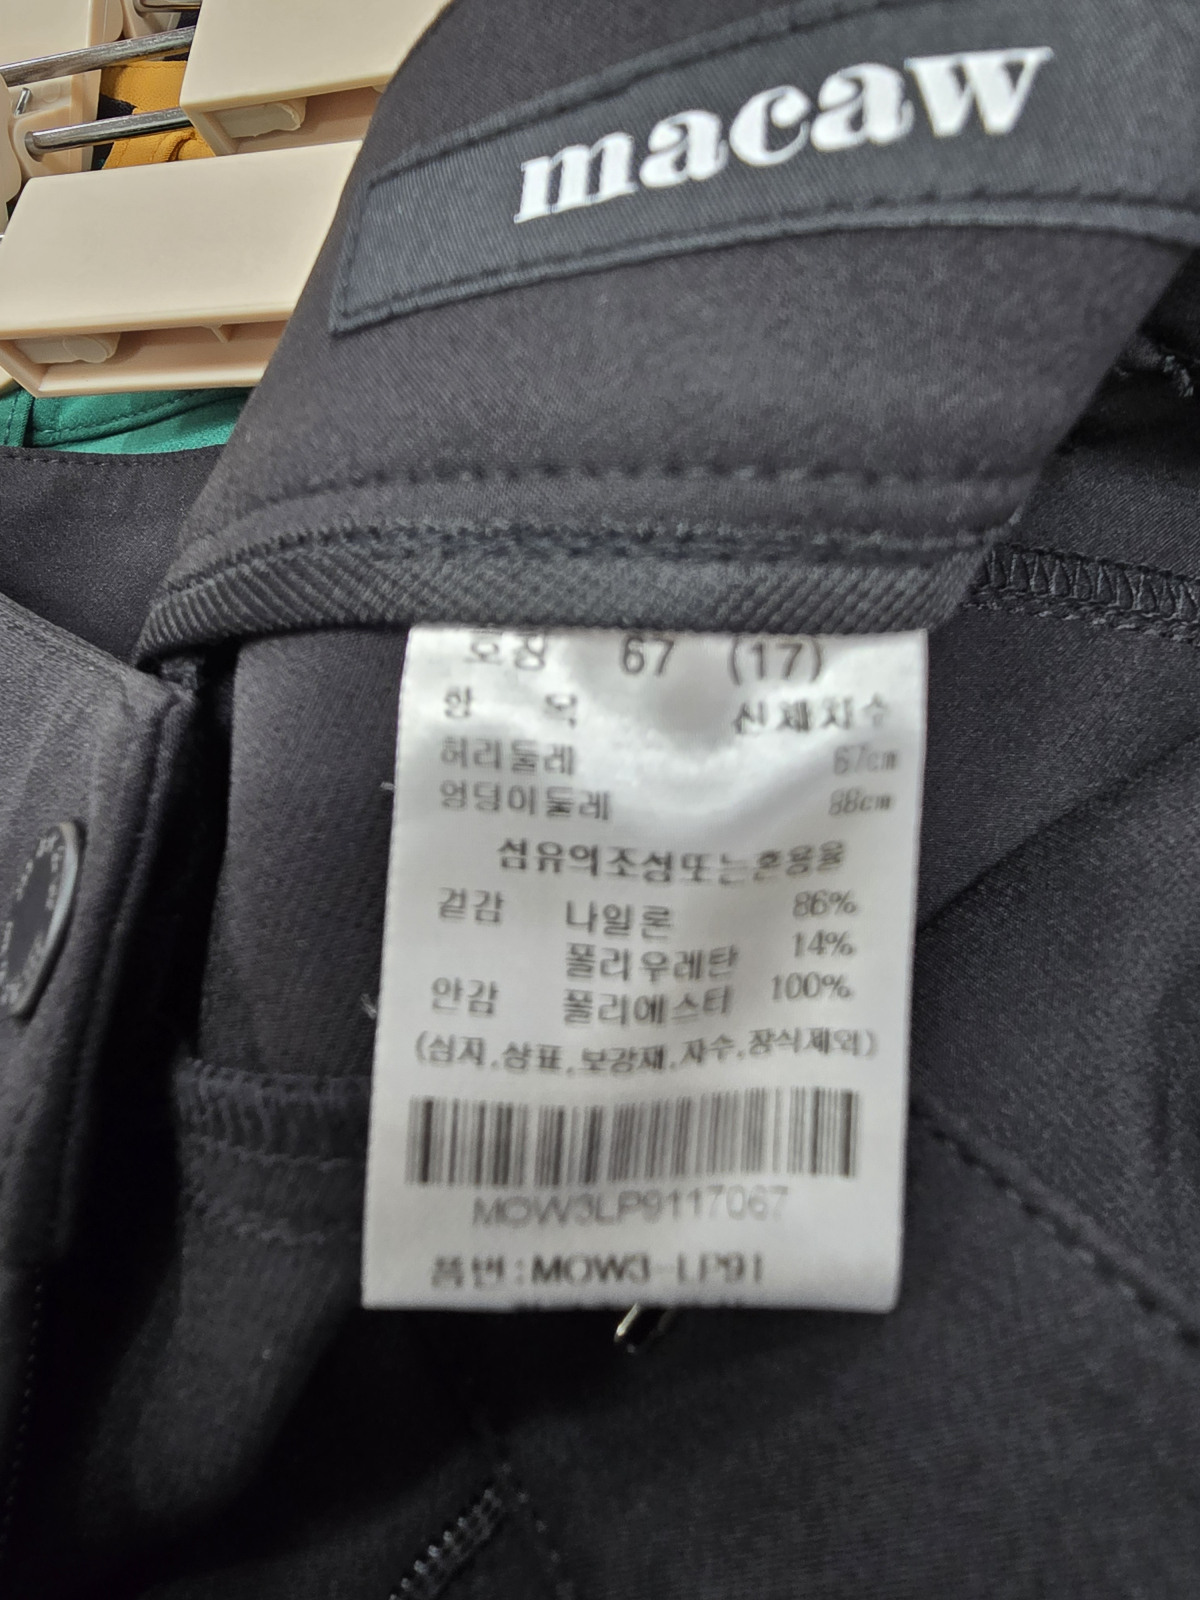 macaw
호칭 67 (17)
항 목 신체치수
허리둘레 67cm
엉덩이둘레 88cm
섬유의조성또는혼용율
겉감 나일론 86%
폴리우레탄 14%
안감 폴리에스터 100%
(심지,상표,보강재,자수,장식제외)
MOW3LP9117067
품번:MOW3-LP91